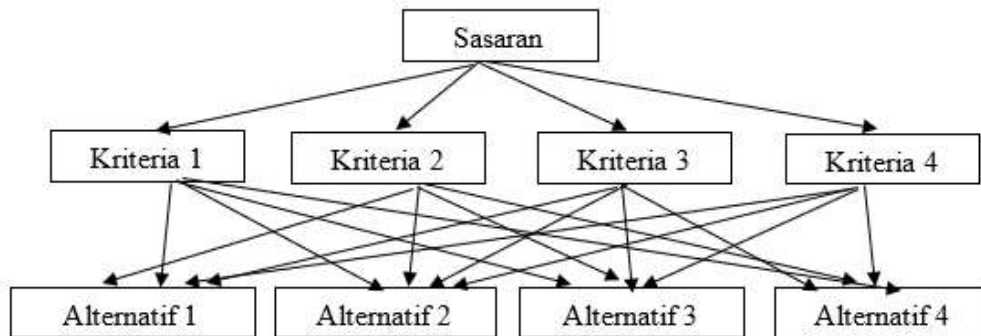 Sasaran
Kriteria 1
Kriteria 2
Kriteria 3
Kriteria 4
Alternatif 1
Alternatif 2
Alternatif 3
Alternatif 4